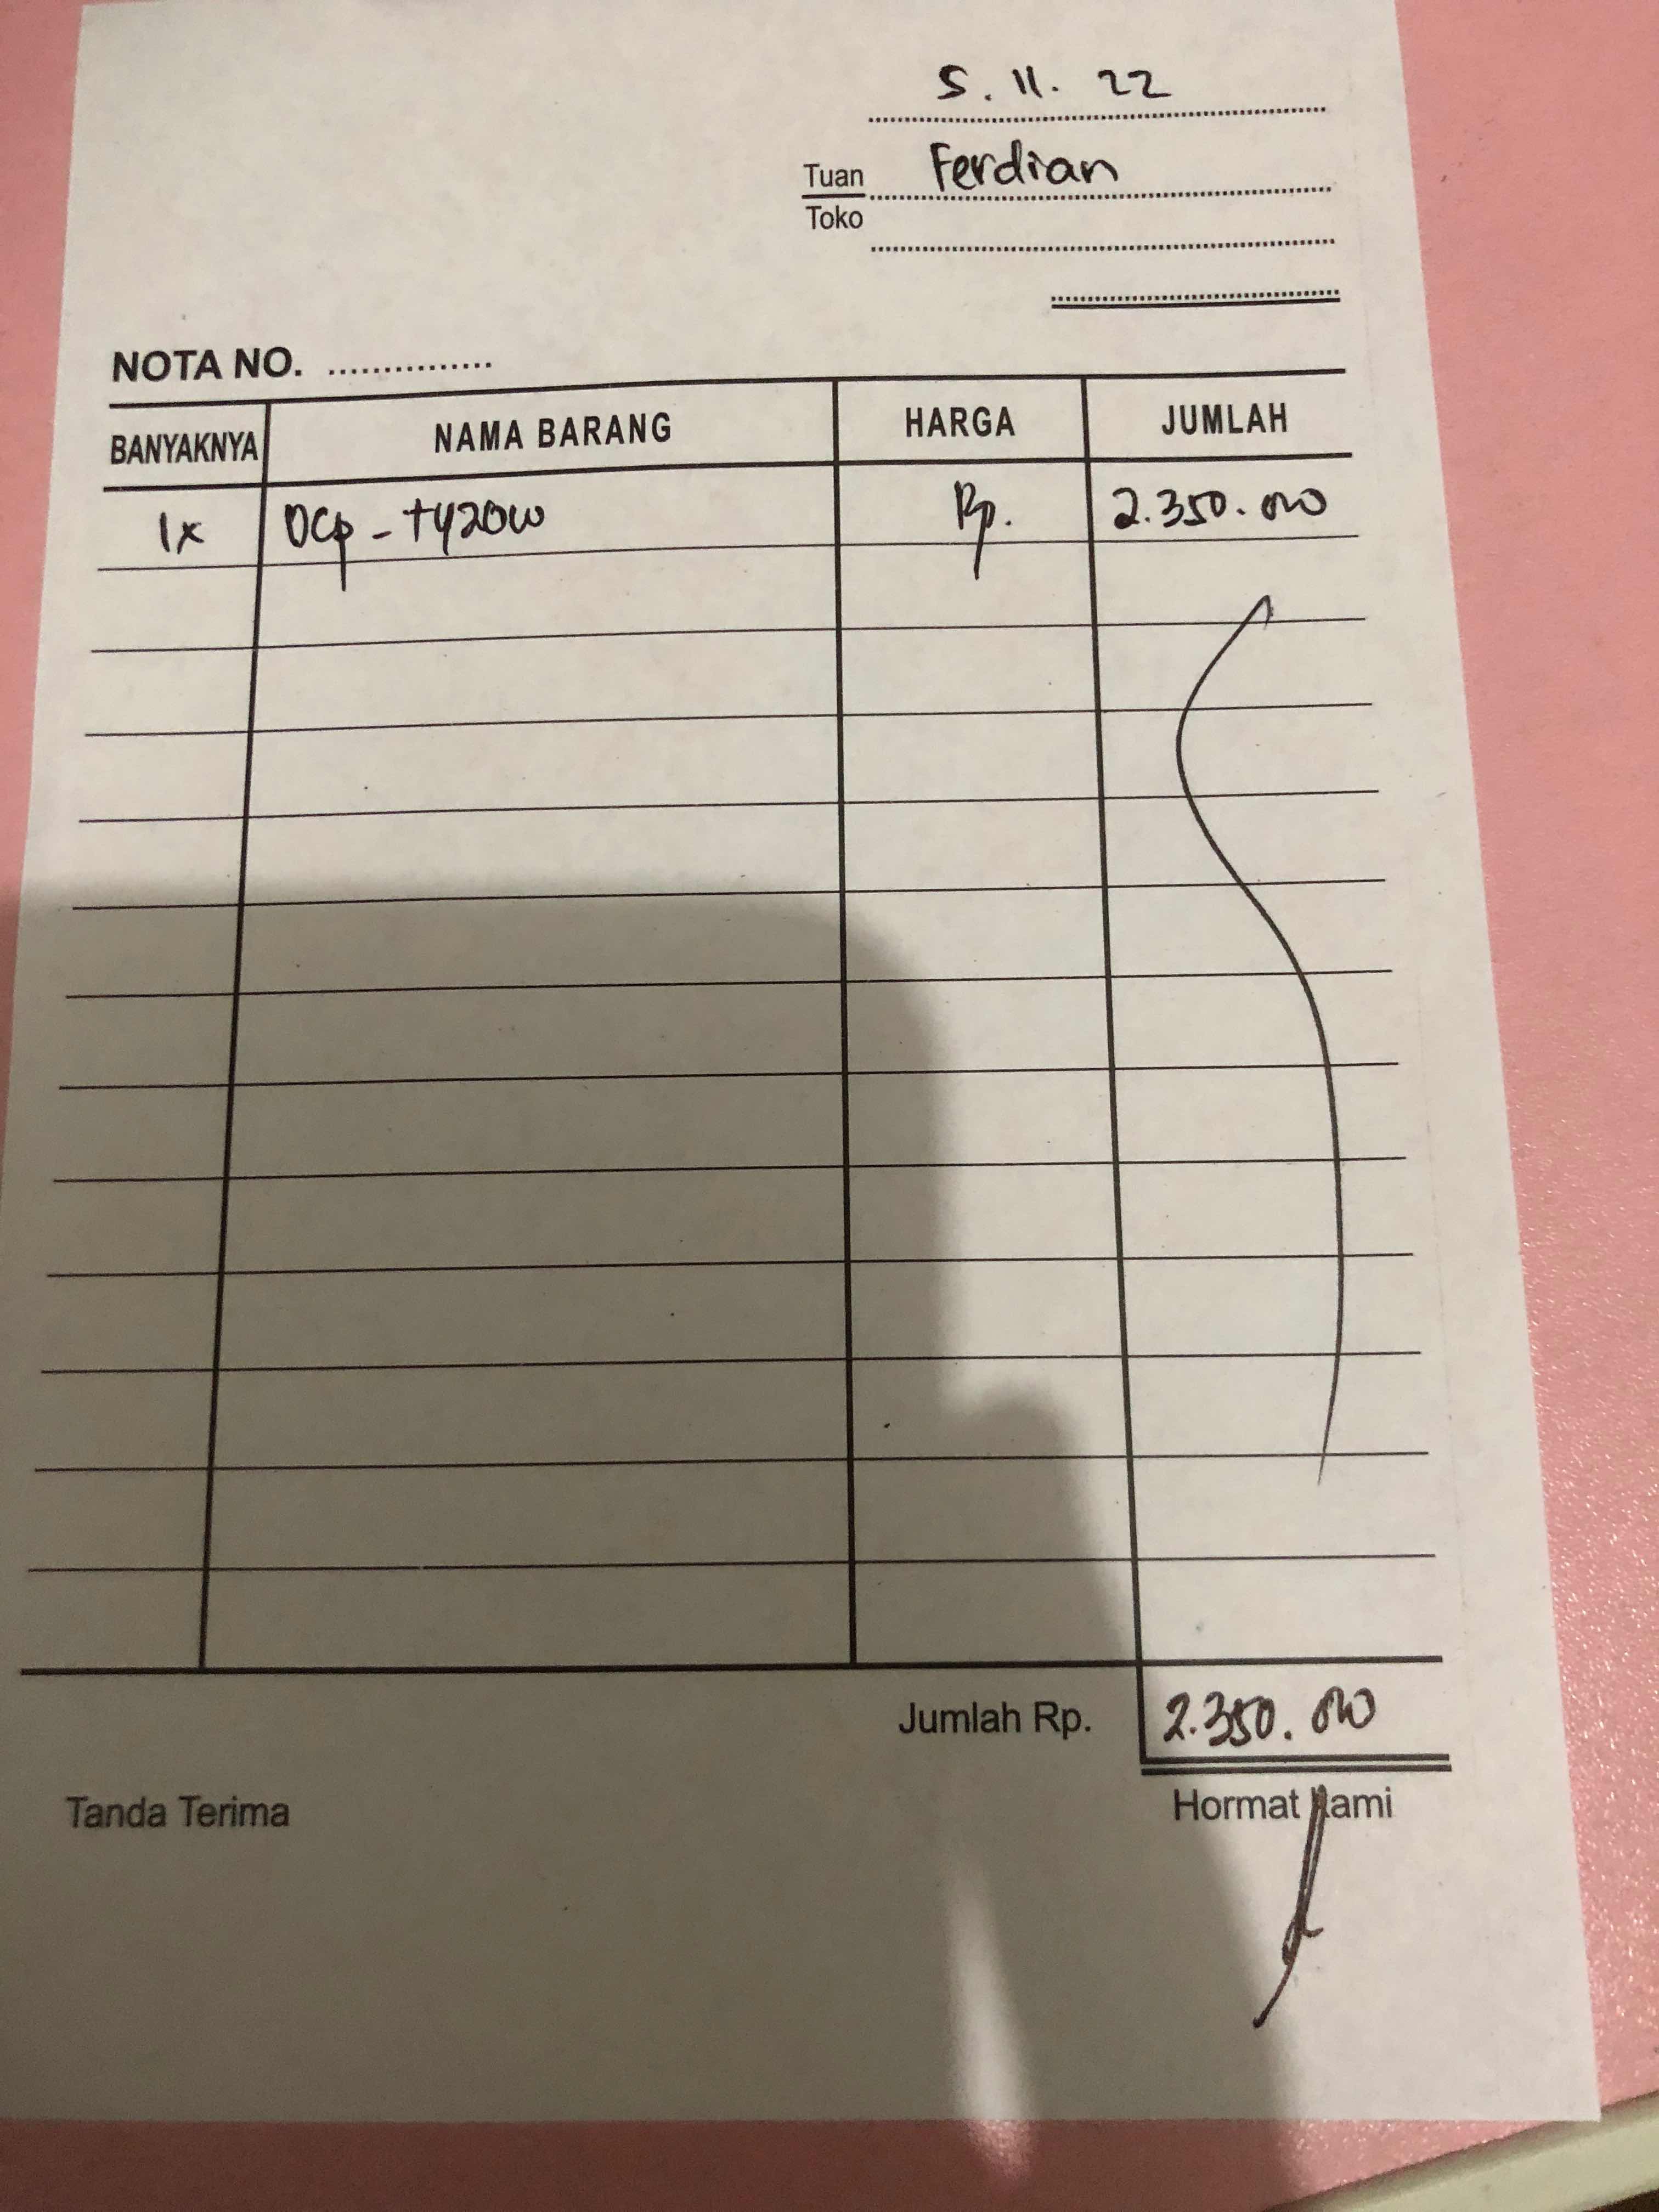 5. 11. 22
Tuan Ferdian
Toko
NOTA NO. ...............
BANYAKNYA NAMA BARANG HARGA JUMLAH
1x DCp - t420w Rp. 2.350.000
Jumlah Rp. 2.350.000
Tanda Terima Hormat Kami